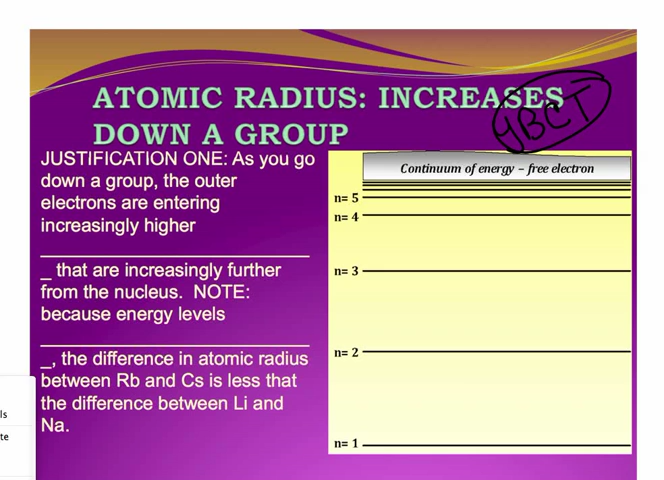 ATOMIC RADIUS: INCREASES
DOWN A GROUP
JUSTIFICATION ONE: As you go
down a group, the outer
electrons are entering
increasingly higher
_ that are increasingly further
from the nucleus. NOTE:
because energy levels
_, the difference in atomic radius
between Rb and Cs is less that
the difference between Li and
Na.
Continuum of energy – free electron
n= 5
n= 4
n= 3
n= 2
n= 1
ls
te